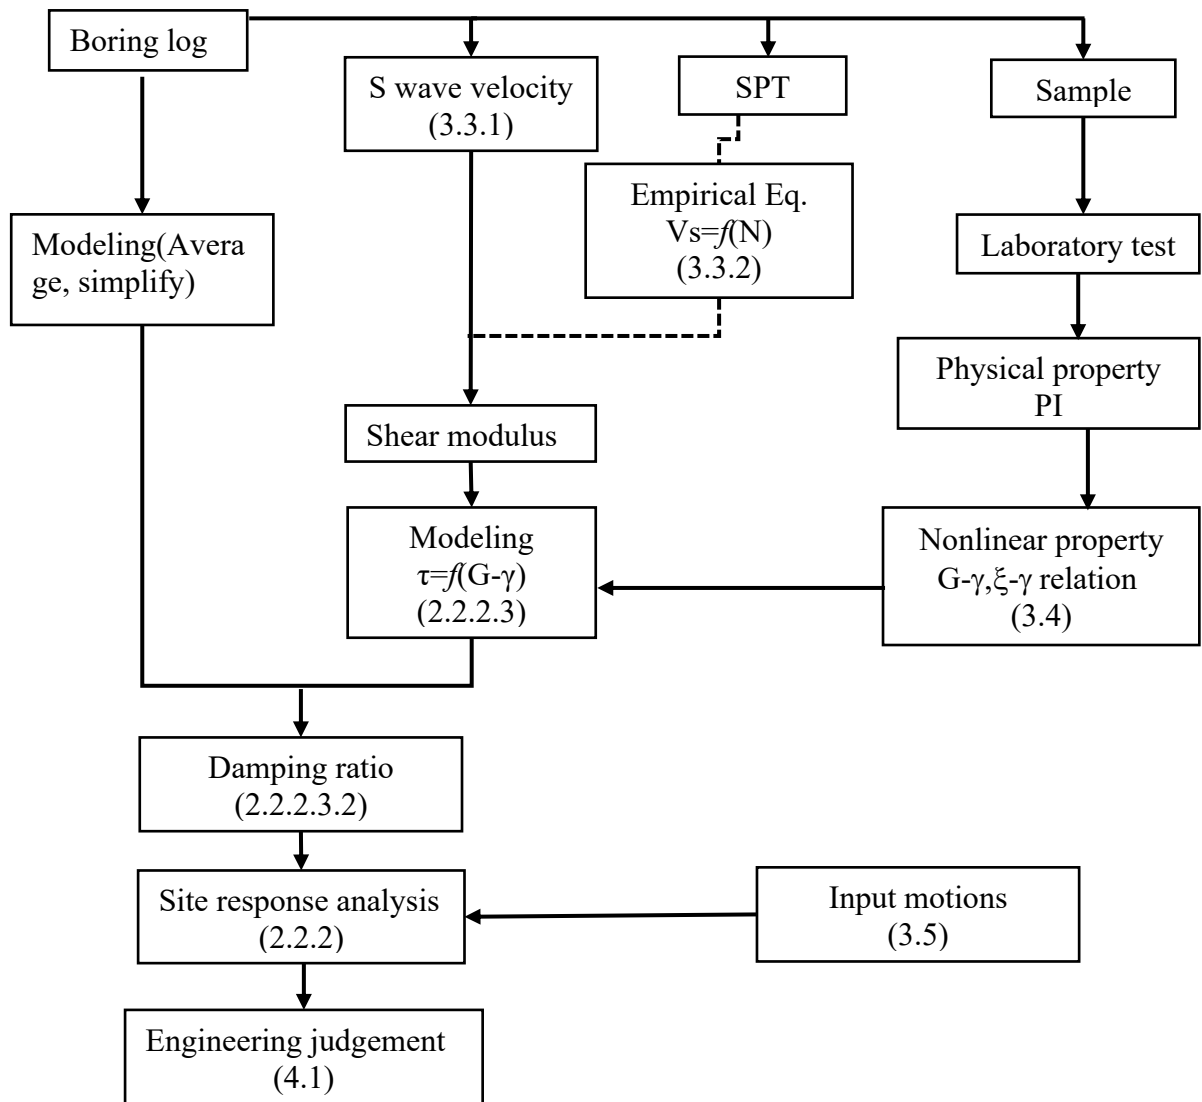 Boring log
S wave velocity
(3.3.1)
SPT
Sample
Empirical Eq.
Vs=f(N)
(3.3.2)
Modeling(Avera
ge, simplify)
Laboratory test
Physical property
PI
Shear modulus
Modeling
τ=f(G-γ)
(2.2.2.3)
Nonlinear property
G-γ,ξ-γ relation
(3.4)
Damping ratio
(2.2.2.3.2)
Site response analysis
(2.2.2)
Input motions
(3.5)
Engineering judgement
(4.1)